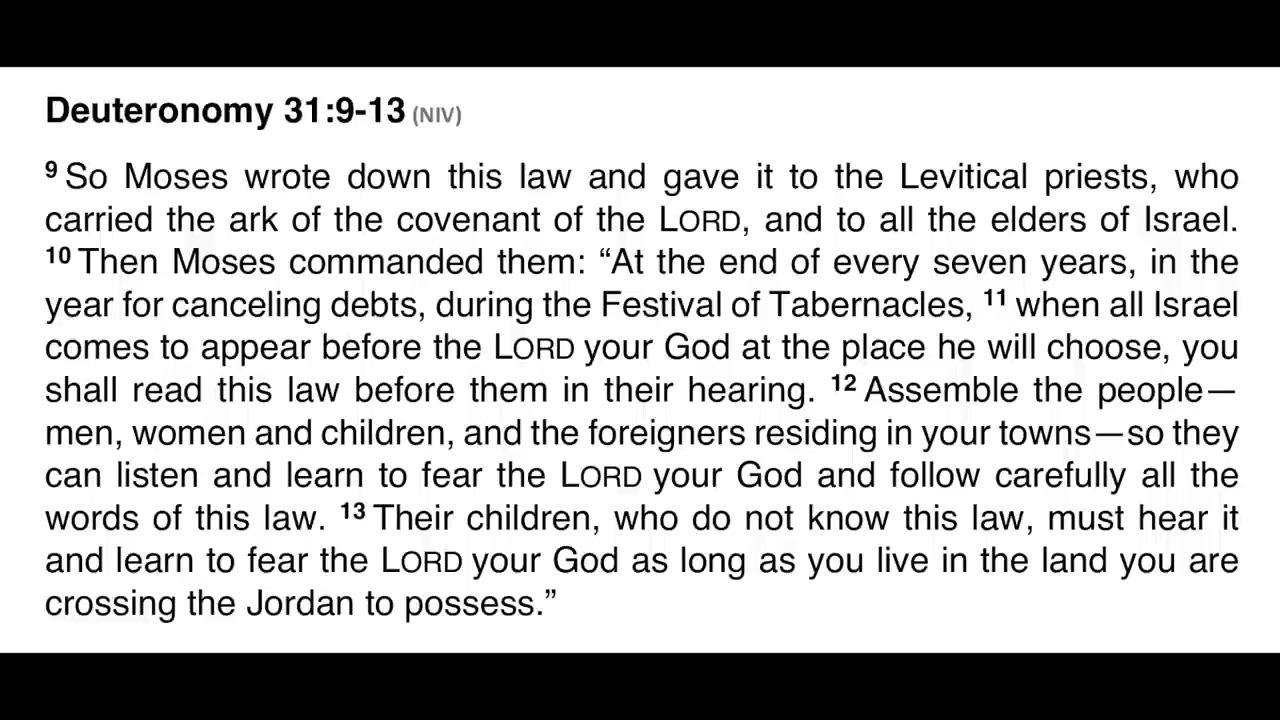 Deuteronomy 31:9-13 (NIV)
9 So Moses wrote down this law and gave it to the Levitical priests, who
carried the ark of the covenant of the LORD, and to all the elders of Israel.
10 Then Moses commanded them: “At the end of every seven years, in the
year for canceling debts, during the Festival of Tabernacles, 11 when all Israel
comes to appear before the LORD your God at the place he will choose, you
shall read this law before them in their hearing. 12 Assemble the people—
men, women and children, and the foreigners residing in your towns—so they
can listen and learn to fear the LORD your God and follow carefully all the
words of this law. 13 Their children, who do not know this law, must hear it
and learn to fear the LORD your God as long as you live in the land you are
crossing the Jordan to possess.”